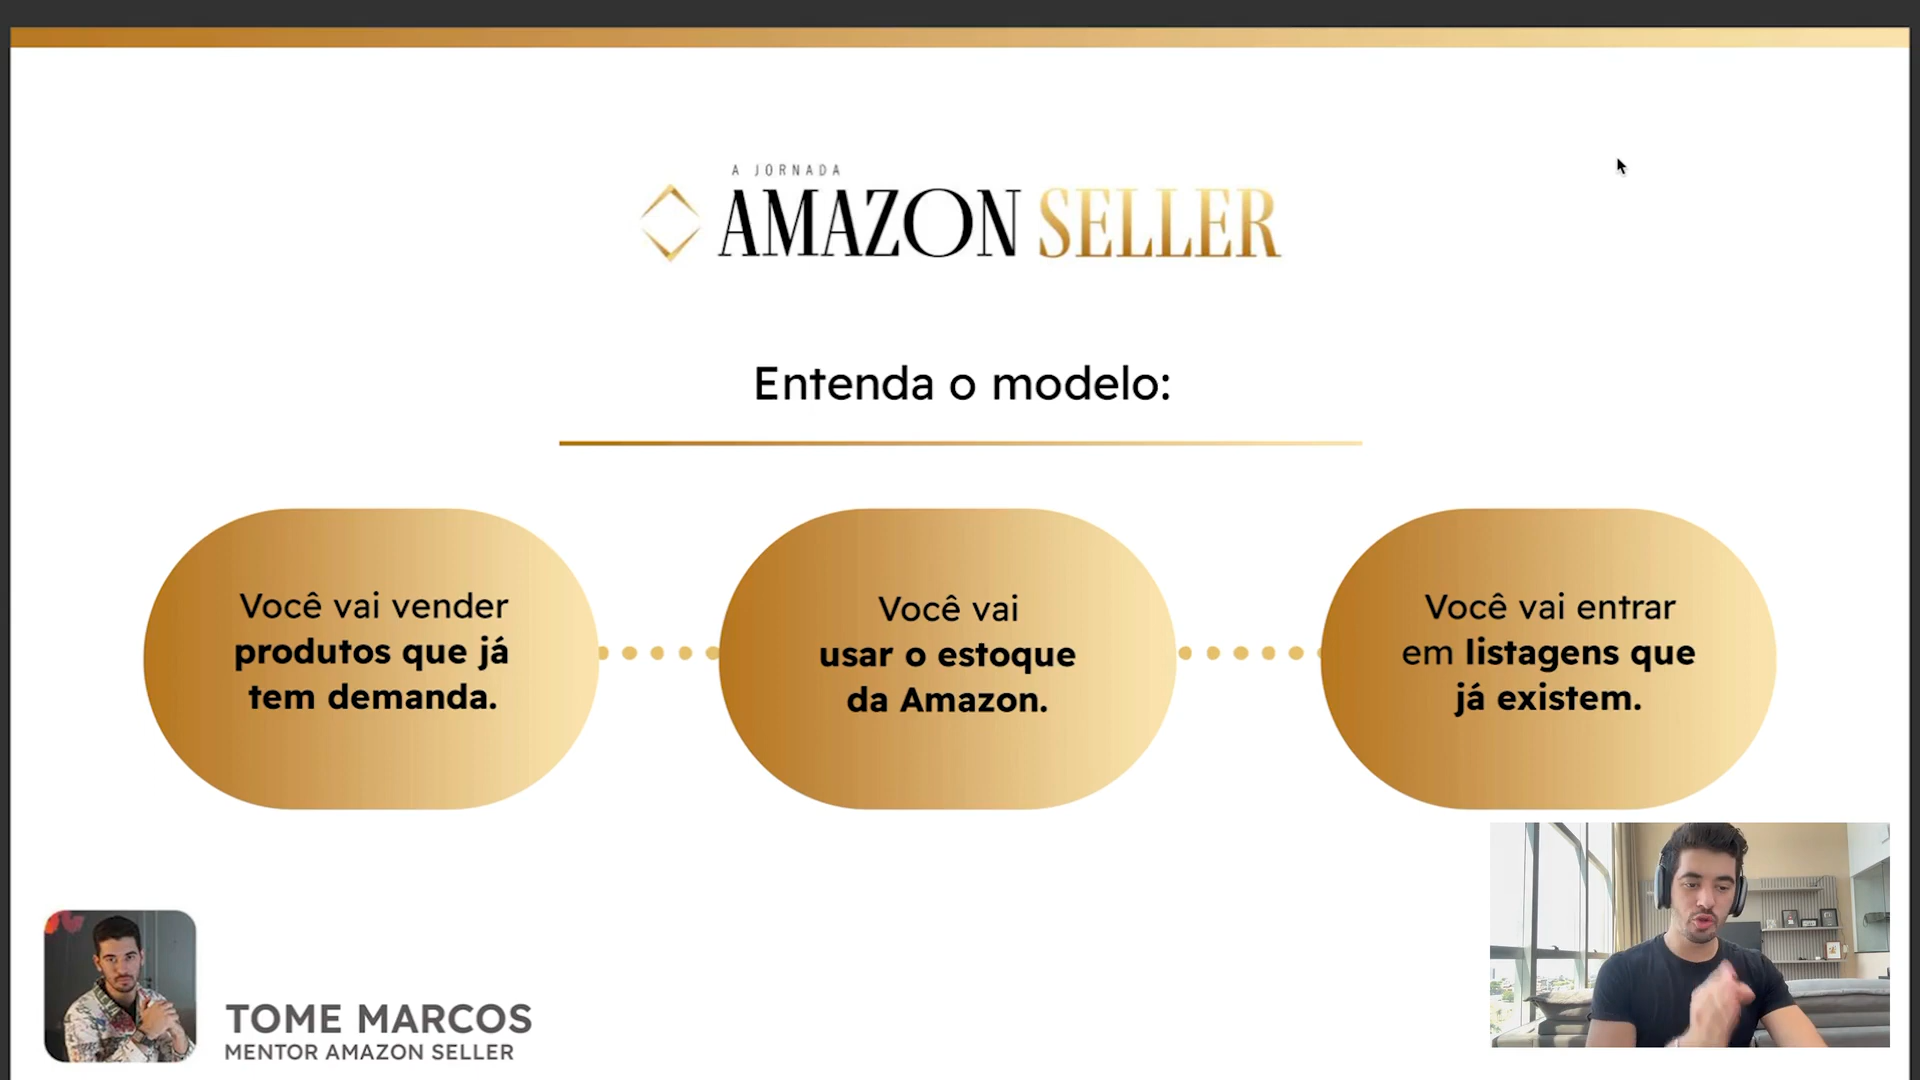 A JORNADA
AMAZON SELLER
Entenda o modelo:
Você vai vender
produtos que já
tem demanda.
Você vai
usar o estoque
da Amazon.
Você vai entrar
em listagens que
já existem.
TOME MARCOS
MENTOR AMAZON SELLER